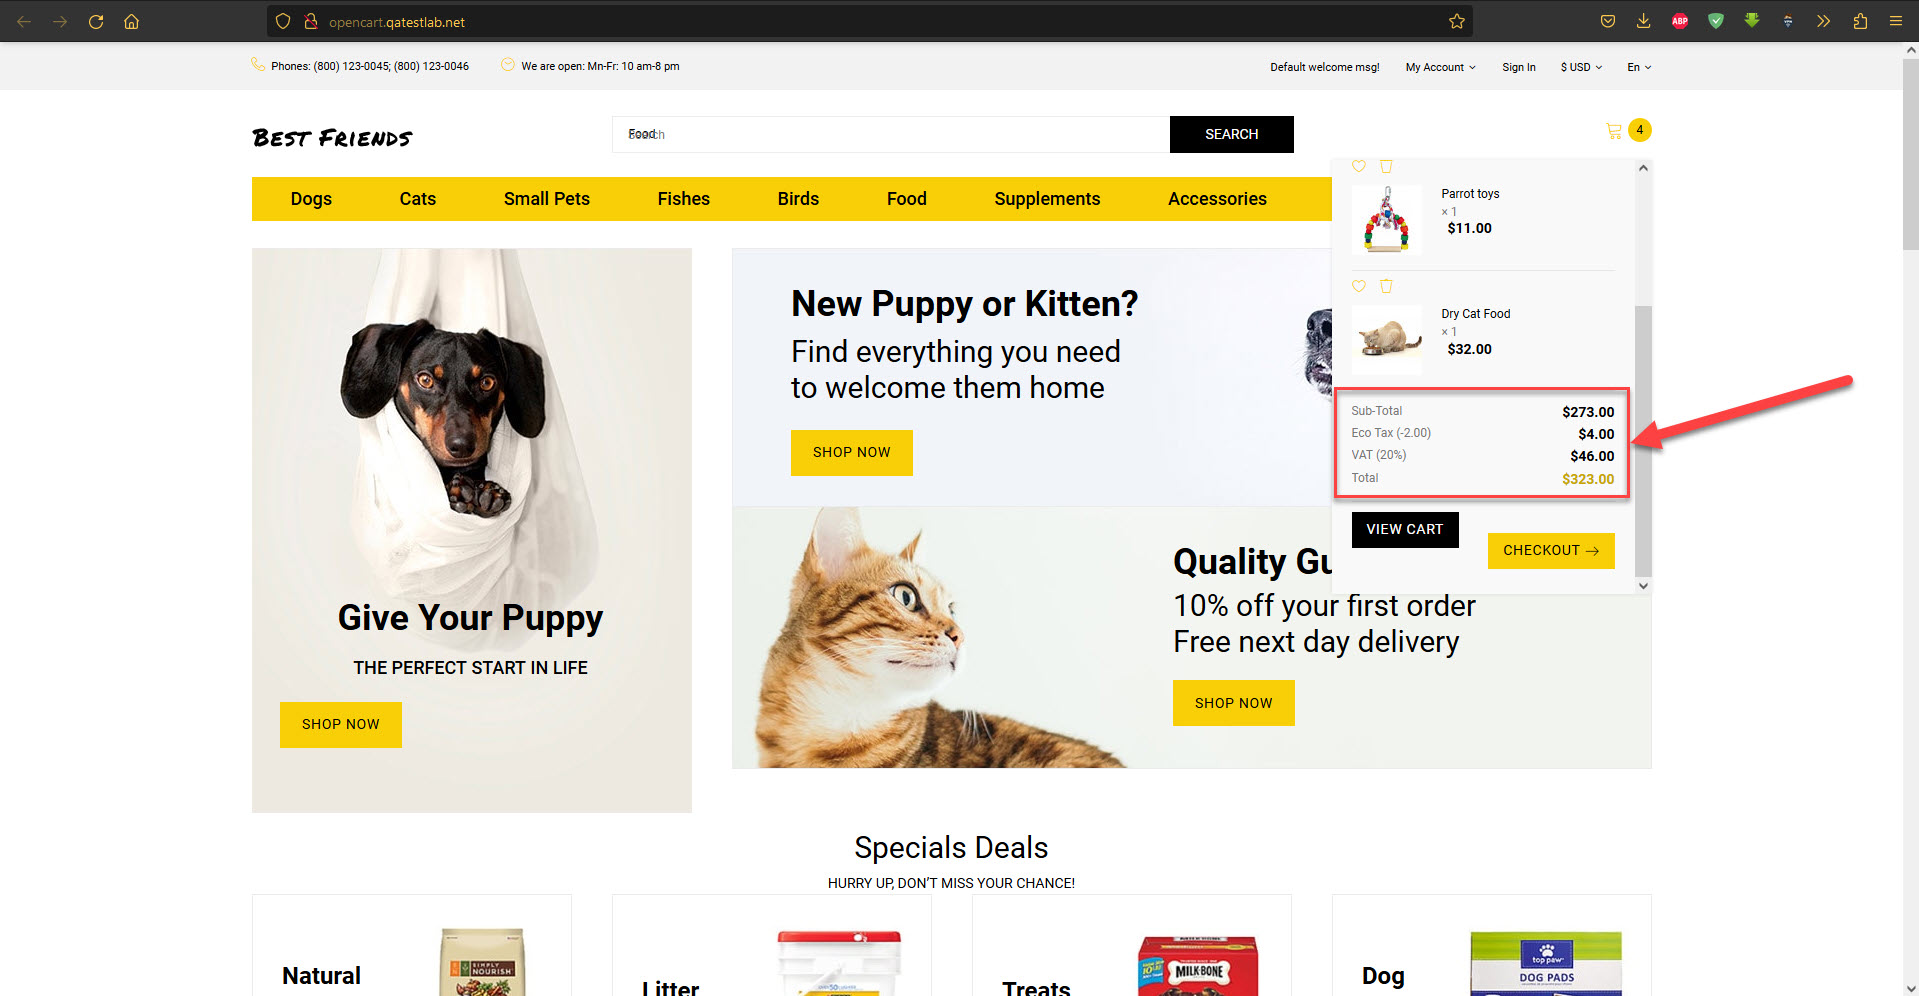 opencart.qatestlab.net
ABP
Phones: (800) 123-0045; (800) 123-0046 We are open: Mn-Fr: 10 am-8 pm
Default welcome msg! My Account Sign In $ USD En
Best Friends
Food
Search
SEARCH
4
Dogs Cats Small Pets Fishes Birds Food Supplements Accessories
Parrot toys
× 1
$11.00
Dry Cat Food
× 1
$32.00
Sub-Total $273.00
Eco Tax (-2.00) $4.00
VAT (20%) $46.00
Total $323.00
VIEW CART
CHECKOUT →
New Puppy or Kitten?
Find everything you need
to welcome them home
SHOP NOW
Give Your Puppy
THE PERFECT START IN LIFE
SHOP NOW
Quality Gu
10% off your first order
Free next day delivery
SHOP NOW
Specials Deals
HURRY UP, DON’T MISS YOUR CHANCE!
Natural
SIMPLY
NOURISH
Litter
Treats
MILK-BONE
Dog
top paw
DOG PADS